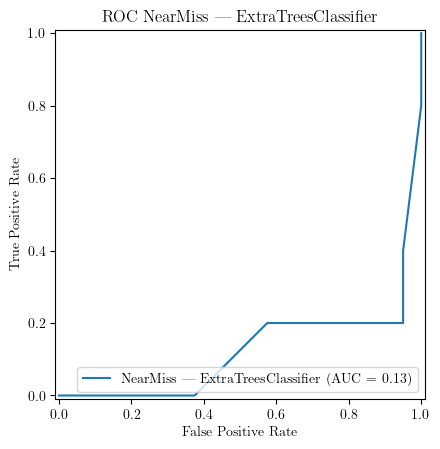 ROC NearMiss — ExtraTreesClassifier
True Positive Rate
1.0
0.8
0.6
0.4
0.2
0.0
NearMiss — ExtraTreesClassifier (AUC = 0.13)
0.0 0.2 0.4 0.6 0.8 1.0
False Positive Rate